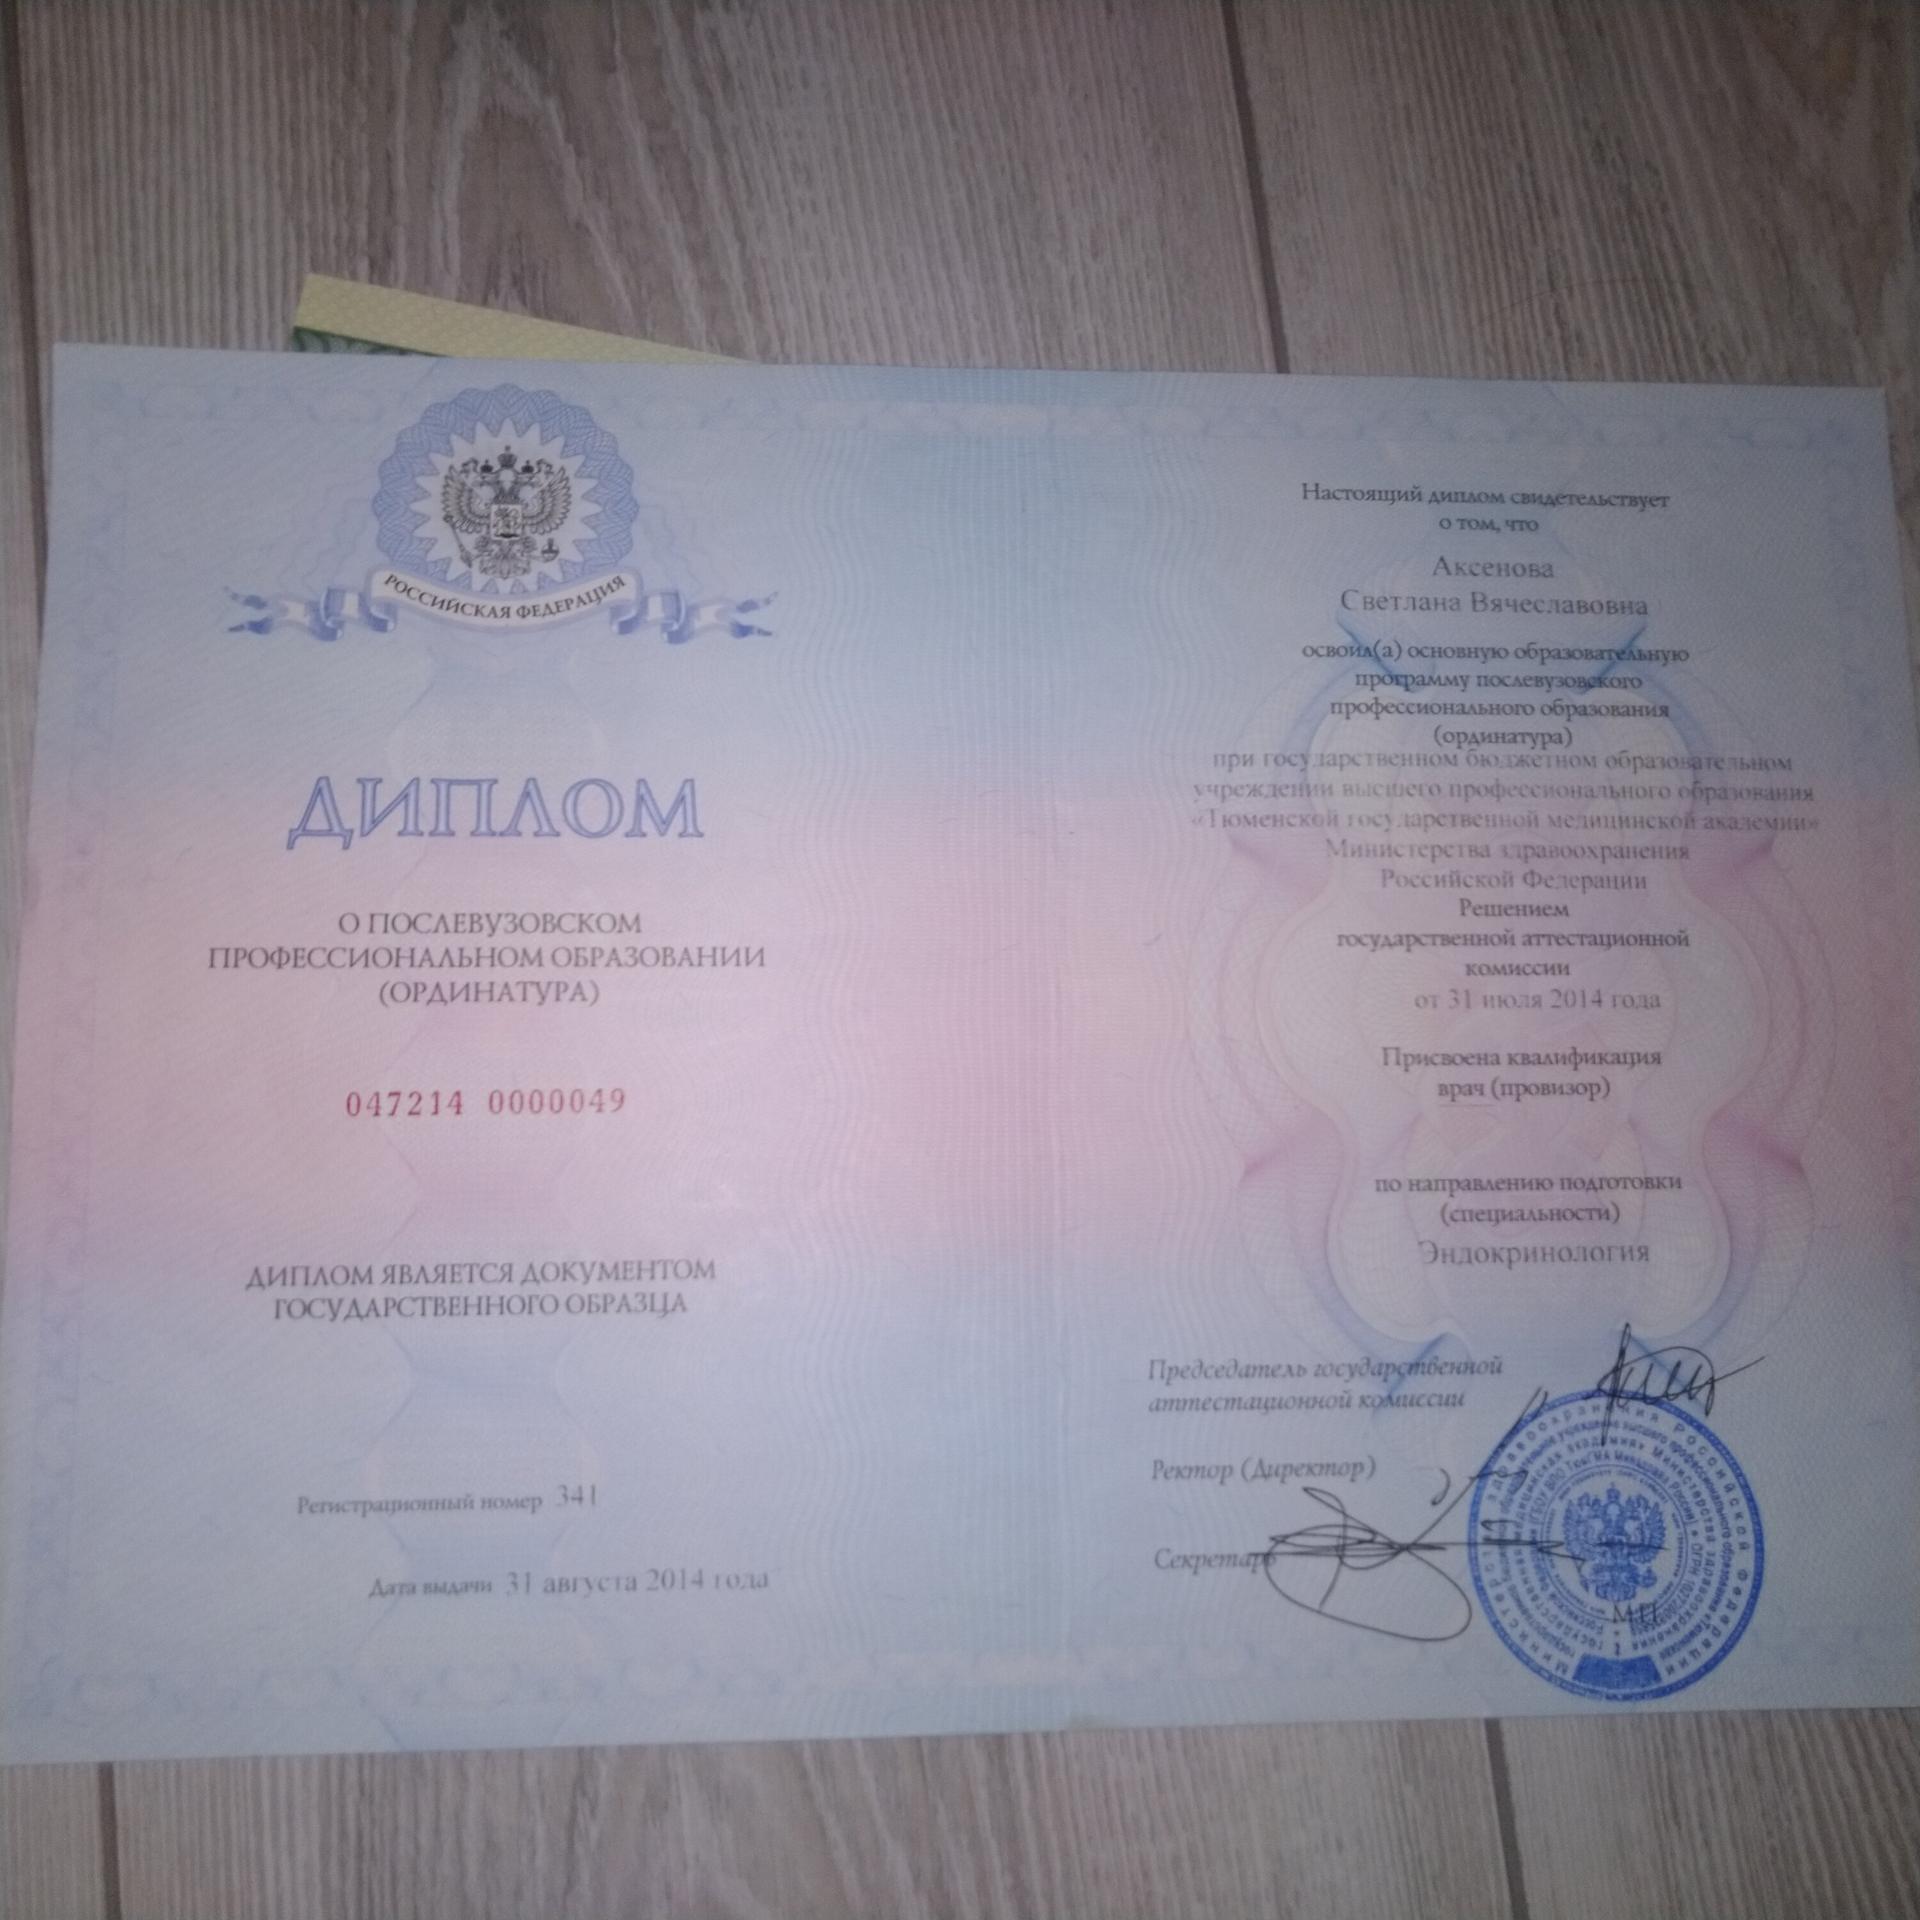 РОССИЙСКАЯ ФЕДЕРАЦИЯ
ДИПЛОМ
О ПОСЛЕВУЗОВСКОМ
ПРОФЕССИОНАЛЬНОМ ОБРАЗОВАНИИ
(ОРДИНАТУРА)
047214 0000049
ДИПЛОМ ЯВЛЯЕТСЯ ДОКУМЕНТОМ
ГОСУДАРСТВЕННОГО ОБРАЗЦА
Регистрационный номер 341
Дата выдачи 31 августа 2014 года
Настоящий диплом свидетельствует
о том, что
Аксенова
Светлана Вячеславовна
освоил(а) основную образовательную
программу послевузовского
профессионального образования
(ординатура)
при государственном бюджетном образовательном
учреждении высшего профессионального образования
«Тюменской государственной медицинской академии»
Министерства здравоохранения
Российской Федерации
Решением
государственной аттестационной
комиссии
от 31 июля 2014 года
Присвоена квалификация
врач (провизор)
по направлению подготовки
(специальности)
Эндокринология
Председатель государственной
аттестационной комиссии
Ректор (Директор)
Секретарь
М.П.
Министерство здравоохранения Российской Федерации